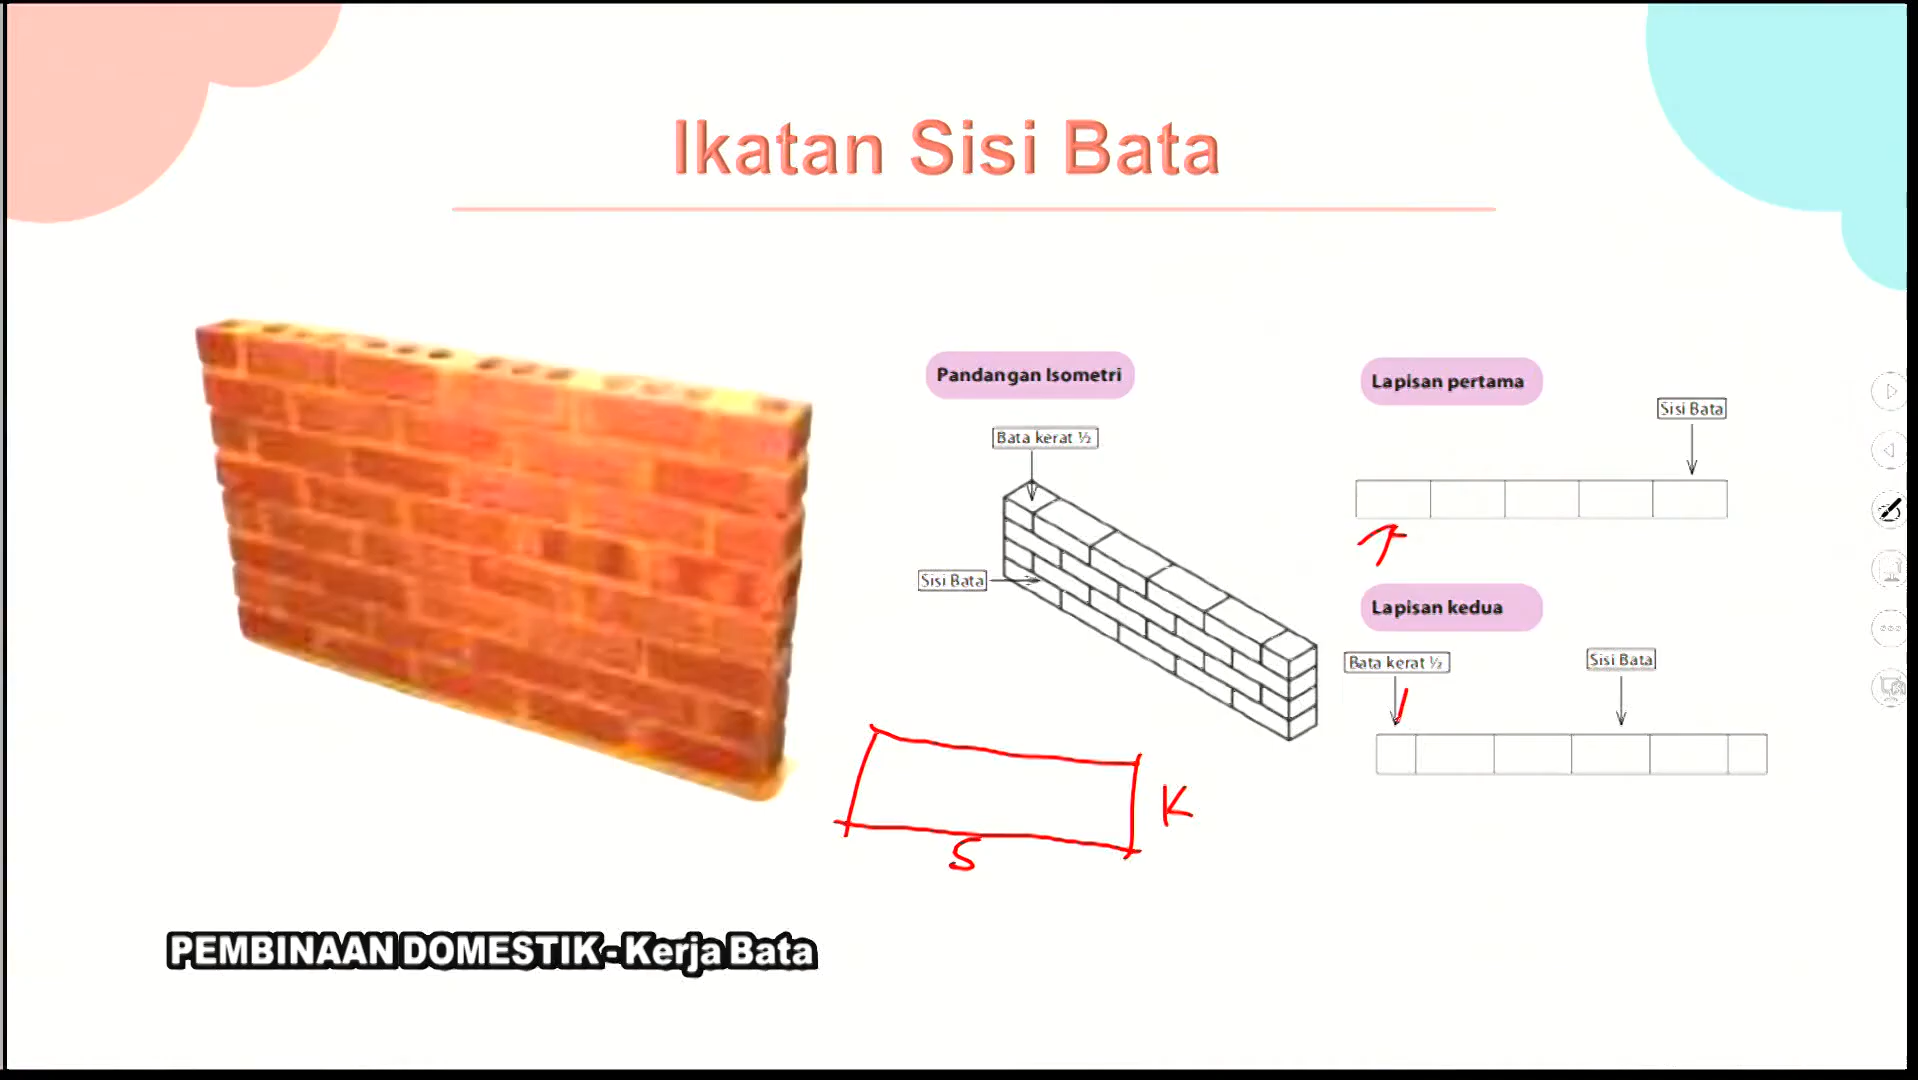 Ikatan Sisi Bata
Pandangan Isometri
Bata kerat ½
Sisi Bata
Lapisan pertama
Sisi Bata
Lapisan kedua
Bata kerat ½
Sisi Bata
K
S
PEMBINAAN DOMESTIK - Kerja Bata